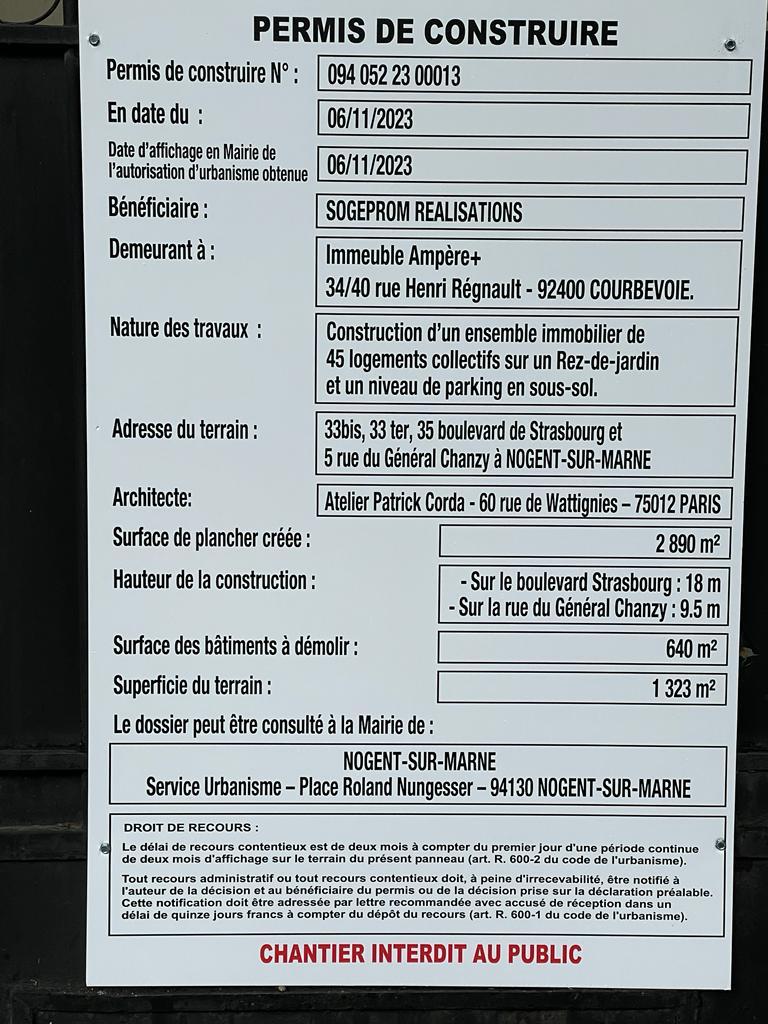 PERMIS DE CONSTRUIRE
Permis de construire N° : 094 052 23 00013
En date du : 06/11/2023
Date d'affichage en Mairie de
l'autorisation d'urbanisme obtenue 06/11/2023
Bénéficiaire : SOGEPROM REALISATIONS
Demeurant à : Immeuble Ampère+
34/40 rue Henri Régnault - 92400 COURBEVOIE.
Nature des travaux : Construction d'un ensemble immobilier de
45 logements collectifs sur un Rez-de-jardin
et un niveau de parking en sous-sol.
Adresse du terrain : 33bis, 33 ter, 35 boulevard de Strasbourg et
5 rue du Général Chanzy à NOGENT-SUR-MARNE
Architecte: Atelier Patrick Corda - 60 rue de Wattignies – 75012 PARIS
Surface de plancher créée : 2 890 m²
Hauteur de la construction : - Sur le boulevard Strasbourg : 18 m
- Sur la rue du Général Chanzy : 9.5 m
Surface des bâtiments à démolir : 640 m²
Superficie du terrain : 1 323 m²
Le dossier peut être consulté à la Mairie de :
NOGENT-SUR-MARNE
Service Urbanisme – Place Roland Nungesser – 94130 NOGENT-SUR-MARNE
DROIT DE RECOURS :
Le délai de recours contentieux est de deux mois à compter du premier jour d'une période continue
de deux mois d'affichage sur le terrain du présent panneau (art. R. 600-2 du code de l'urbanisme).
Tout recours administratif ou tout recours contentieux doit, à peine d'irrecevabilité, être notifié à
l'auteur de la décision et au bénéficiaire du permis ou de la décision prise sur la déclaration préalable.
Cette notification doit être adressée par lettre recommandée avec accusé de réception dans un
délai de quinze jours francs à compter du dépôt du recours (art. R. 600-1 du code de l'urbanisme).
CHANTIER INTERDIT AU PUBLIC